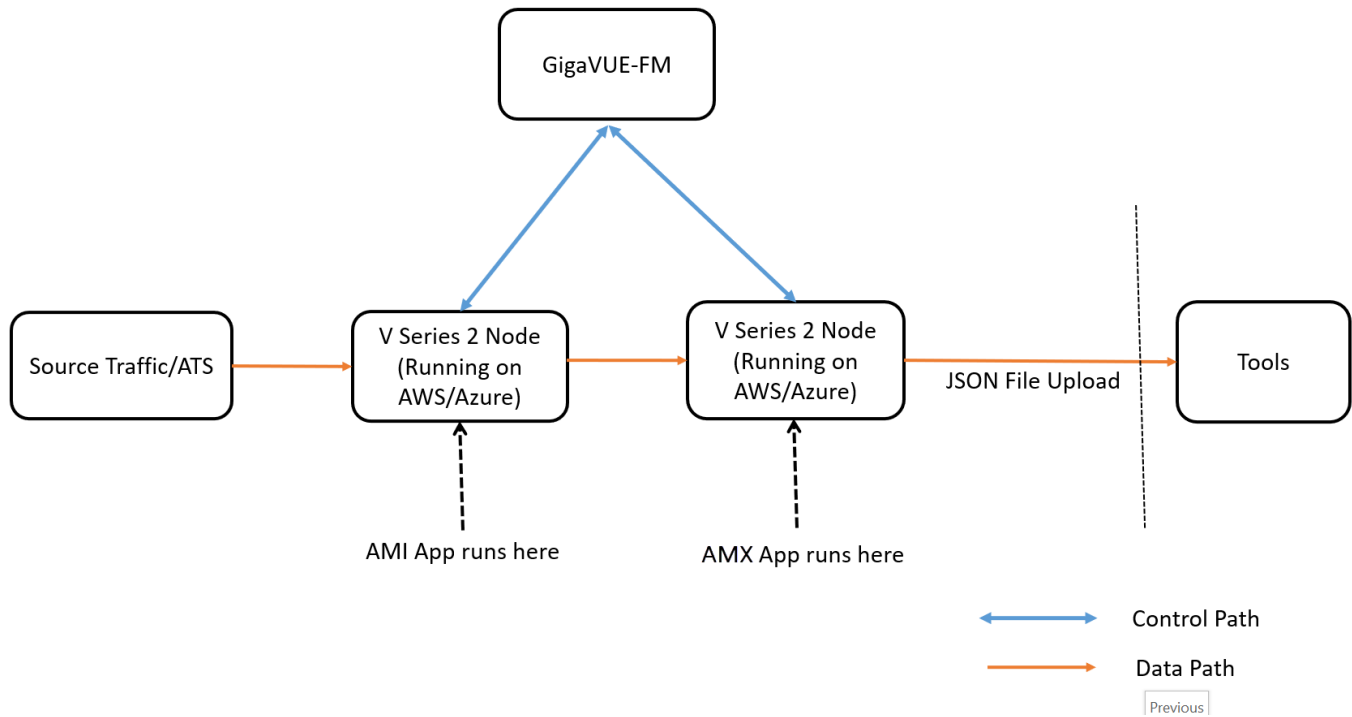 GigaVUE-FM
Source Traffic/ATS
V Series 2 Node
(Running on
AWS/Azure)
V Series 2 Node
(Running on
AWS/Azure)
JSON File Upload
Tools
AMI App runs here
AMX App runs here
Control Path
Data Path
Previous